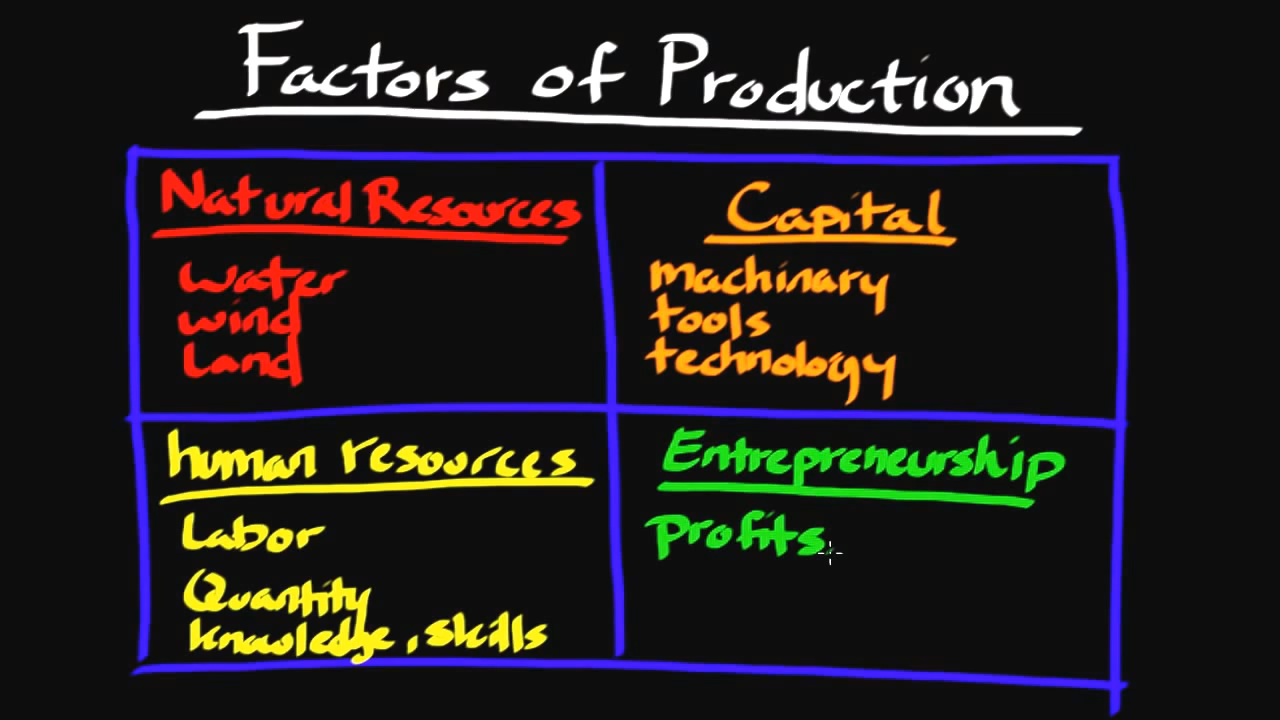 Factors of Production
Natural Resources
water
wind
Land
Capital
machinary
tools
technology
human resources
Labor
Quantity
knowledge, skills
Entrepreneurship
Profits